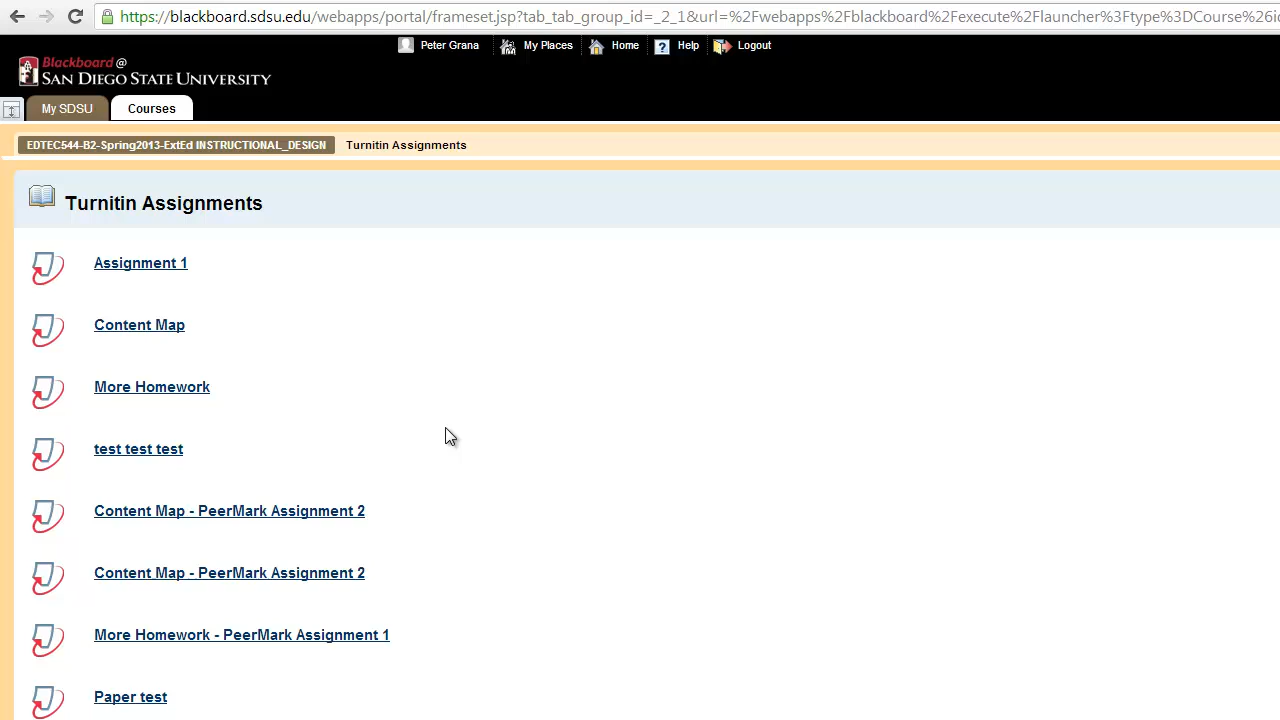 https://blackboard.sdsu.edu/webapps/portal/frameset.jsp?tab_tab_group_id=_2_1&url=%2Fwebapps%2Fblackboard%2Fexecute%2Flauncher%3Ftype%3DCourse%26i
Peter Grana My Places Home ? Help Logout
Blackboard @
SAN DIEGO STATE UNIVERSITY
My SDSU Courses
EDTEC544-B2-Spring2013-ExtEd INSTRUCTIONAL_DESIGN Turnitin Assignments
Turnitin Assignments
Assignment 1
Content Map
More Homework
test test test
Content Map - PeerMark Assignment 2
Content Map - PeerMark Assignment 2
More Homework - PeerMark Assignment 1
Paper test